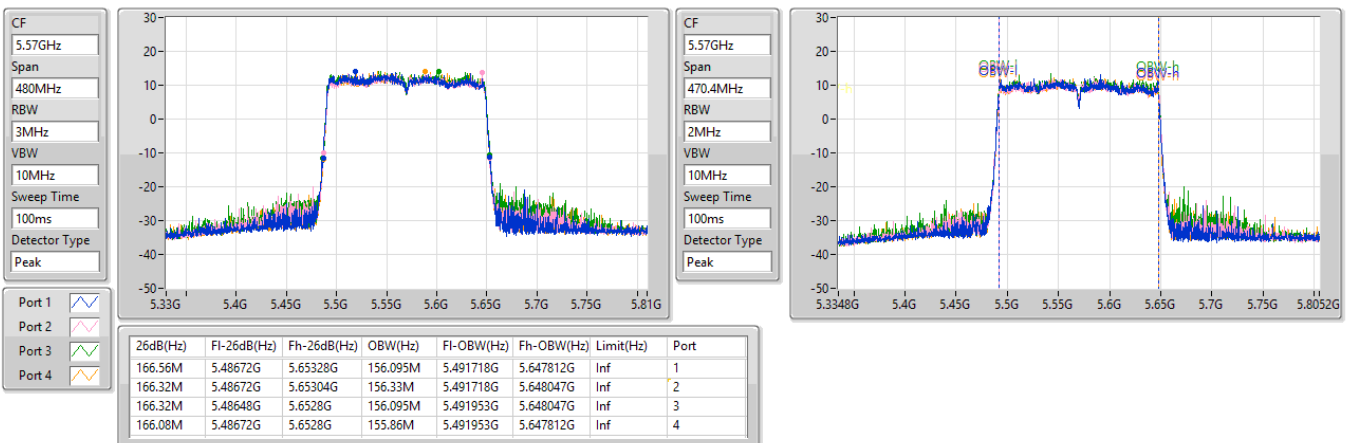 CF
5.57GHz
Span
480MHz
RBW
3MHz
VBW
10MHz
Sweep Time
100ms
Detector Type
Peak
30
20
10
0
-10
-20
-30
-40
-50
5.33G 5.4G 5.45G 5.5G 5.55G 5.6G 5.65G 5.7G 5.75G 5.81G
CF
5.57GHz
Span
470.4MHz
RBW
2MHz
VBW
10MHz
Sweep Time
100ms
Detector Type
Peak
30
20
10
0
-10
-20
-30
-40
-50
OBW-l OBW-h
5.3348G 5.4G 5.45G 5.5G 5.55G 5.6G 5.65G 5.7G 5.75G 5.8052G
Port 1
Port 2
Port 3
Port 4
26dB(Hz) Fl-26dB(Hz) Fh-26dB(Hz) OBW(Hz) Fl-OBW(Hz) Fh-OBW(Hz) Limit(Hz) Port
166.56M 5.48672G 5.65328G 156.095M 5.491718G 5.647812G Inf 1
166.32M 5.48672G 5.65304G 156.33M 5.491718G 5.648047G Inf 2
166.32M 5.48648G 5.6528G 156.095M 5.491953G 5.648047G Inf 3
166.08M 5.48672G 5.6528G 155.86M 5.491953G 5.647812G Inf 4